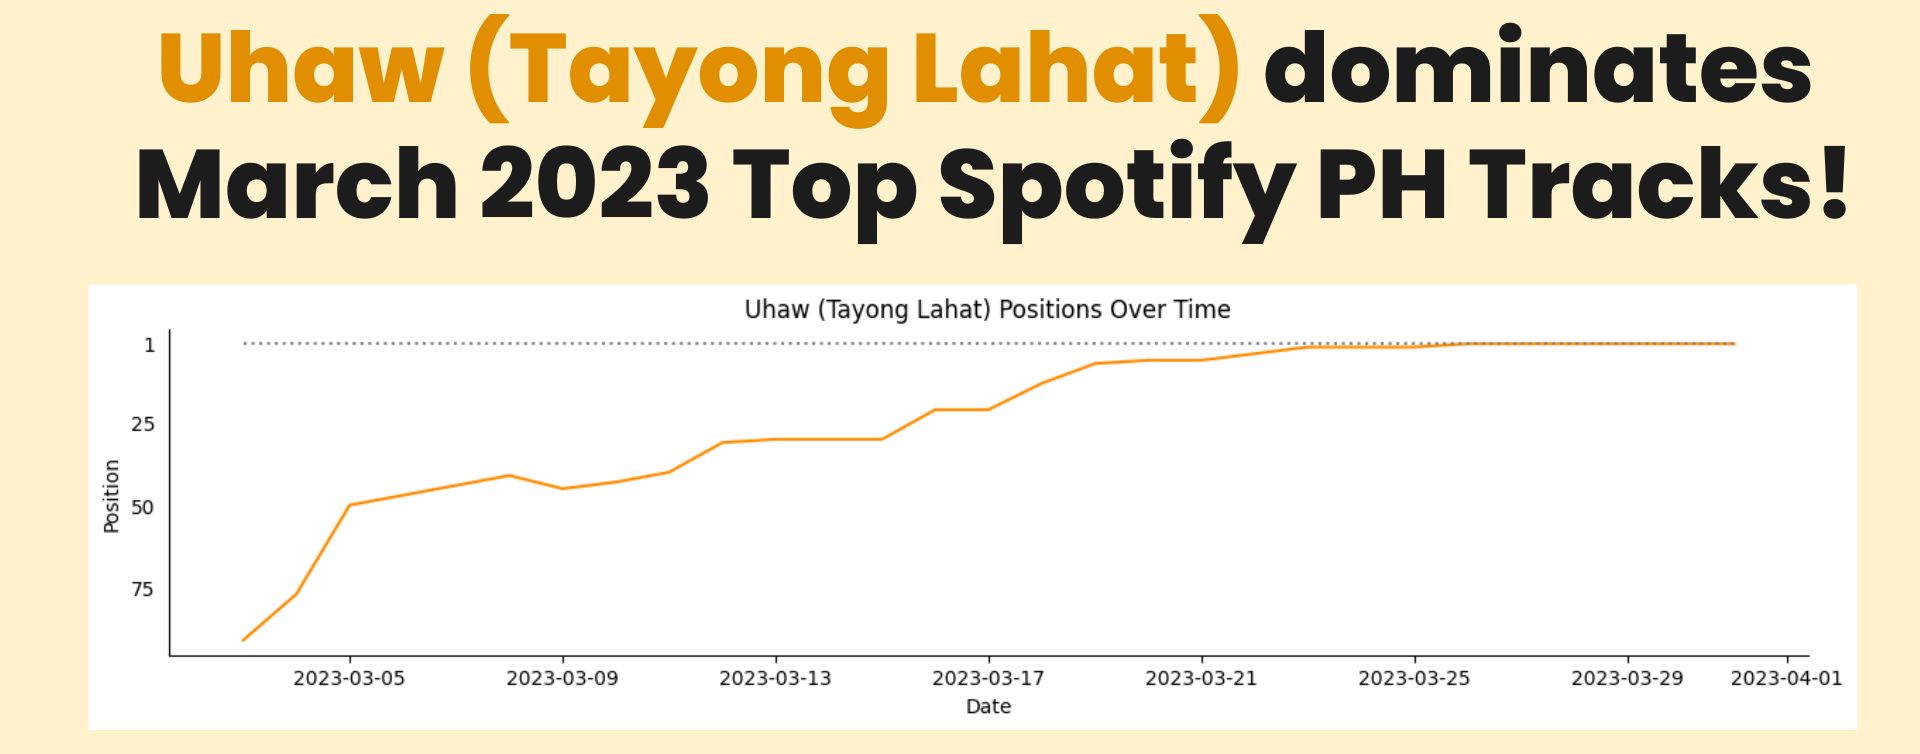 Uhaw (Tayong Lahat) dominates
March 2023 Top Spotify PH Tracks!
Uhaw (Tayong Lahat) Positions Over Time
1
25
50
75
Position
2023-03-05 2023-03-09 2023-03-13 2023-03-17 2023-03-21 2023-03-25 2023-03-29 2023-04-01
Date